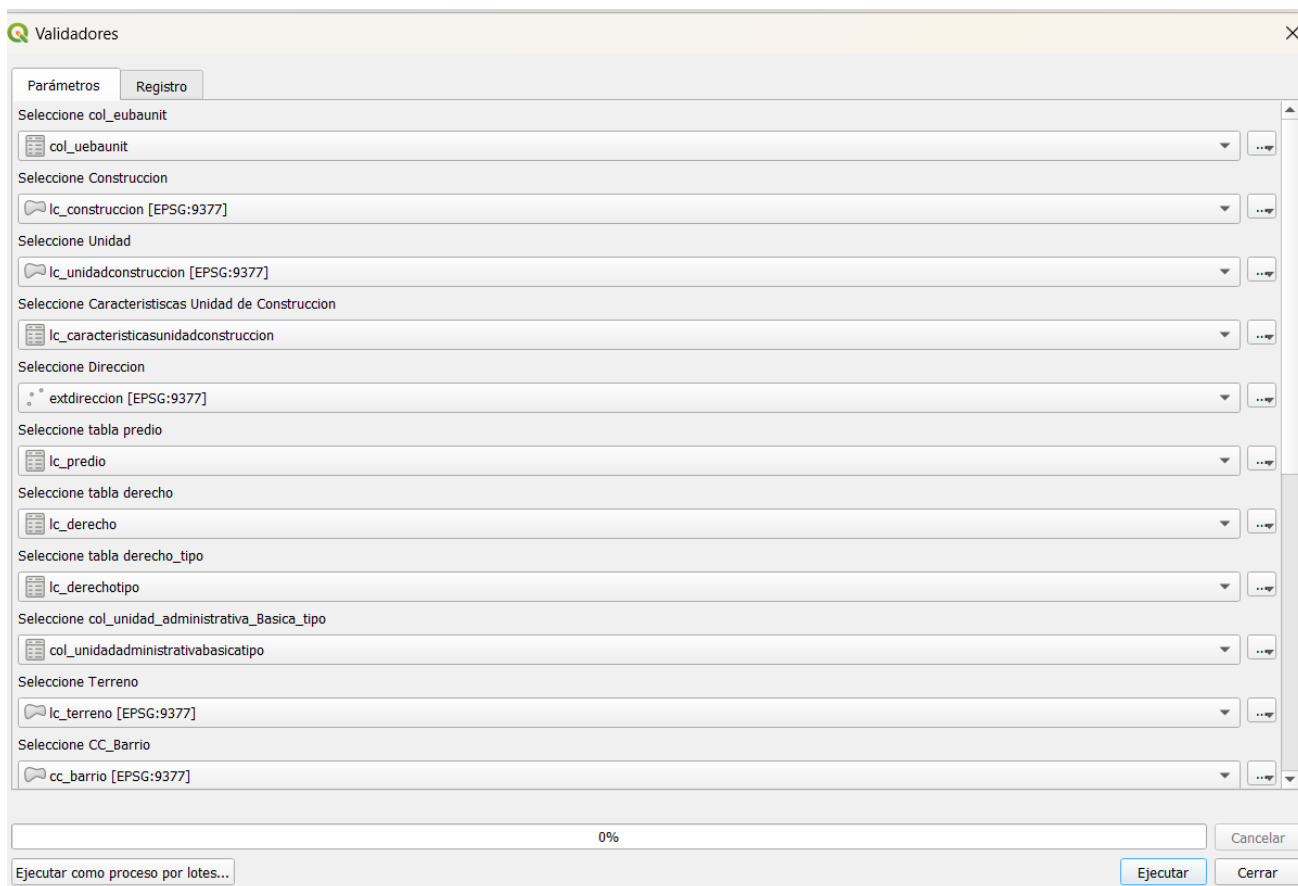 Validadores
Parámetros
Registro
Seleccione col_eubaunit
col_uebaunit
Seleccione Construccion
lc_construccion [EPSG:9377]
Seleccione Unidad
lc_unidadconstruccion [EPSG:9377]
Seleccione Caracteristiscas Unidad de Construccion
lc_caracteristicasunidadconstruccion
Seleccione Direccion
extdireccion [EPSG:9377]
Seleccione tabla predio
lc_predio
Seleccione tabla derecho
lc_derecho
Seleccione tabla derecho_tipo
lc_derechotipo
Seleccione col_unidad_administrativa_Basica_tipo
col_unidadadministrativabasicatipo
Seleccione Terreno
lc_terreno [EPSG:9377]
Seleccione CC_Barrio
cc_barrio [EPSG:9377]
0%
Cancelar
Ejecutar como proceso por lotes...
Ejecutar
Cerrar